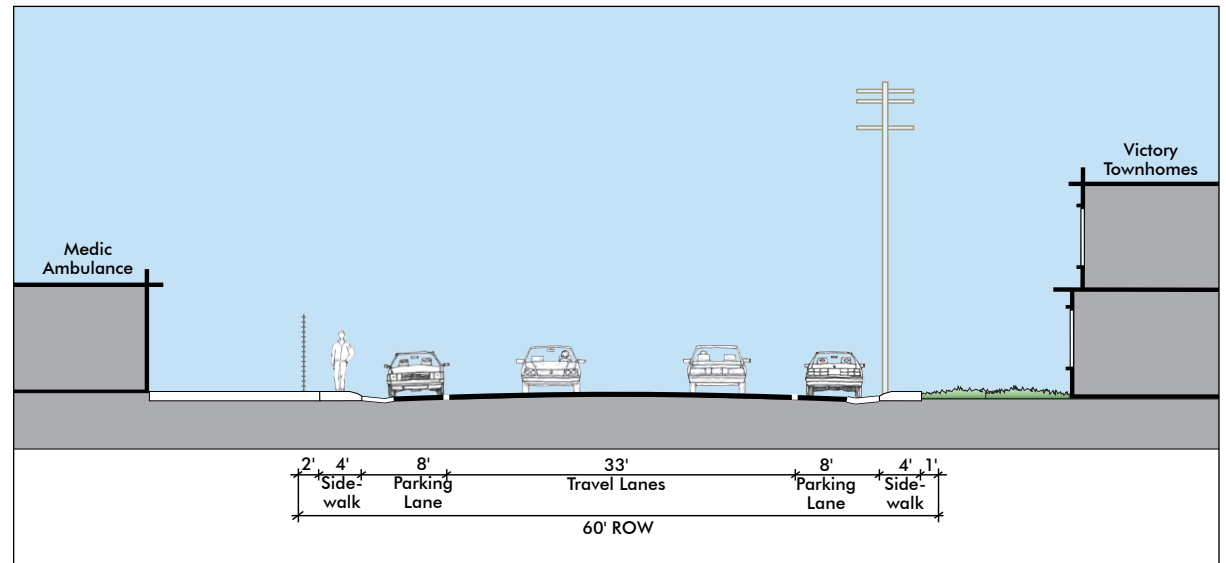 Victory
Townhomes
Medic
Ambulance
2' 4' 8' 33' 8' 4' 1'
Side- Parking Travel Lanes Parking Side-
walk Lane Lane walk
60' ROW